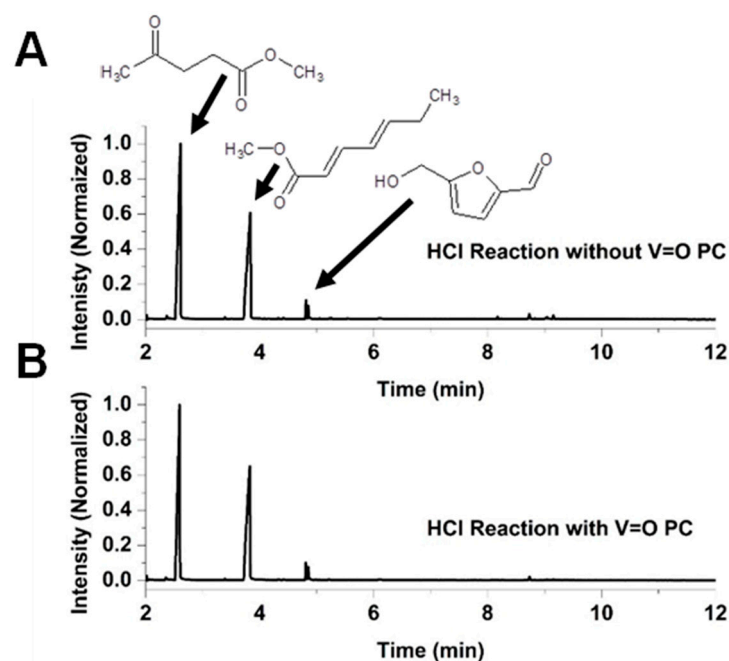 A
O
H₃C
O
O
CH₃
CH₃
H₃C
O
O
HO
O
O
Intenisty (Normaized)
1.0
0.8
0.6
0.4
0.2
0.0
HCl Reaction without V=O PC
2 4 6 8 10 12
Time (min)
B
Intensity (Normalized)
1.0
0.8
0.6
0.4
0.2
0.0
HCl Reaction with V=O PC
2 4 6 8 10 12
Time (min)